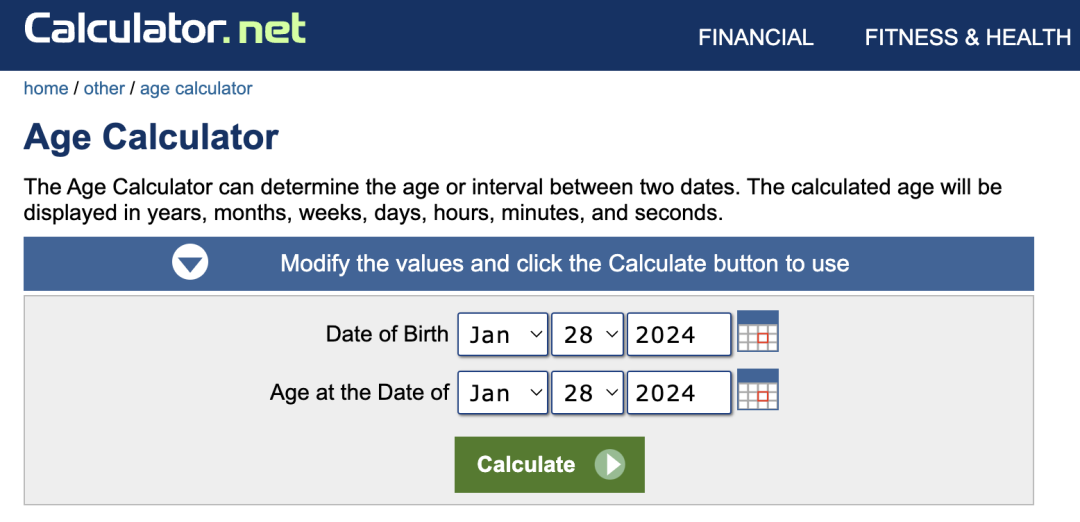 Calculator.net
FINANCIAL FITNESS & HEALTH
home / other / age calculator
Age Calculator
The Age Calculator can determine the age or interval between two dates. The calculated age will be
displayed in years, months, weeks, days, hours, minutes, and seconds.
Modify the values and click the Calculate button to use
Date of Birth Jan 28 2024
Age at the Date of Jan 28 2024
Calculate